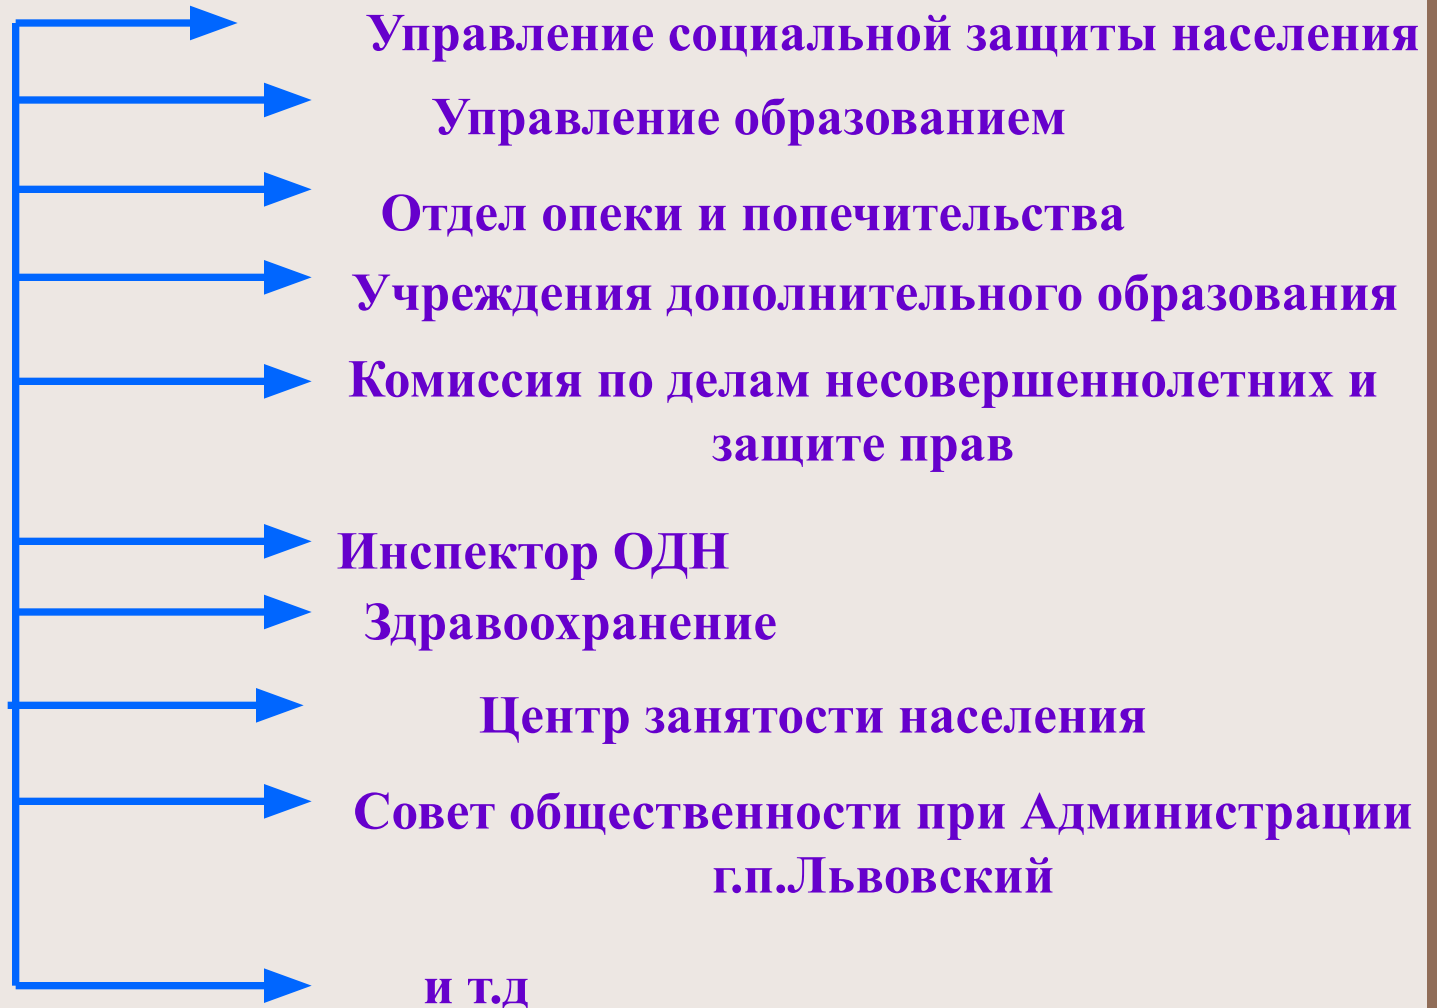 Управление социальной защиты населения
Управление образованием
Отдел опеки и попечительства
Учреждения дополнительного образования
Комиссия по делам несовершеннолетних и
защите прав
Инспектор ОДН
Здравоохранение
Центр занятости населения
Совет общественности при Администрации
г.п.Львовский
и т.д